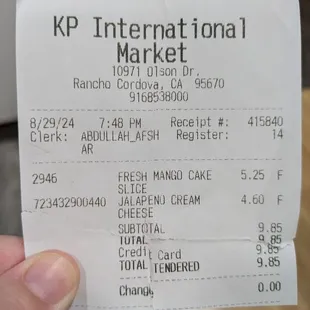 KP International
Market
10971 Olson Dr.
Rancho Cordova, CA 95670
9168538000
8/29/24 7:48 PM Receipt #: 415840
Clerk: ABDULLAH_AFSH Register: 14
AR
2946 FRESH MANGO CAKE 5.25 F
SLICE
723432900440 JALAPENO CREAM 4.60 F
CHEESE
SUBTOTAL 9.85
TOTAL 9.85
Credit Card 9.85
TOTAL TENDERED 9.85
Change 0.00